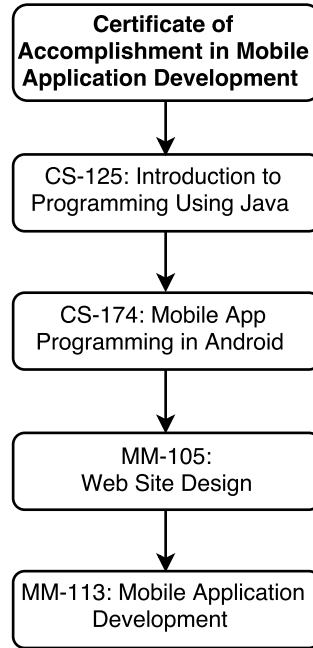 Certificate of
Accomplishment in Mobile
Application Development
CS-125: Introduction to
Programming Using Java
CS-174: Mobile App
Programming in Android
MM-105:
Web Site Design
MM-113: Mobile Application
Development